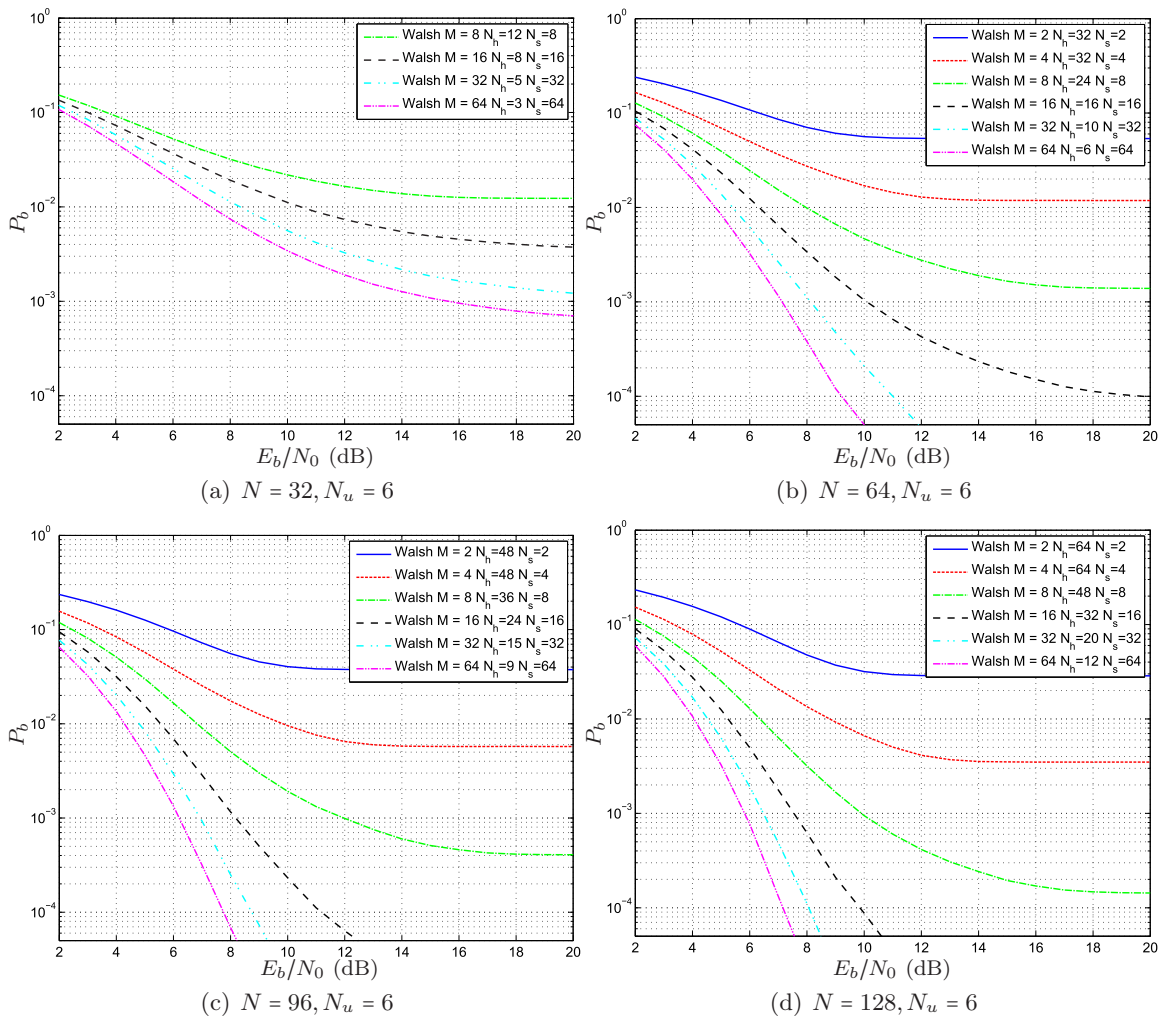 Walsh M = 8 N_h=12 N_s=8
Walsh M = 16 N_h=8 N_s=16
Walsh M = 32 N_h=5 N_s=32
Walsh M = 64 N_h=3 N_s=64
10^0
10^-1
10^-2
10^-3
10^-4
P_b
2 4 6 8 10 12 14 16 18 20
E_b/N_0 (dB)
(a) N = 32, N_u = 6
Walsh M = 2 N_h=32 N_s=2
Walsh M = 4 N_h=32 N_s=4
Walsh M = 8 N_h=24 N_s=8
Walsh M = 16 N_h=16 N_s=16
Walsh M = 32 N_h=10 N_s=32
Walsh M = 64 N_h=6 N_s=64
10^0
10^-1
10^-2
10^-3
10^-4
P_b
2 4 6 8 10 12 14 16 18 20
E_b/N_0 (dB)
(b) N = 64, N_u = 6
Walsh M = 2 N_h=48 N_s=2
Walsh M = 4 N_h=48 N_s=4
Walsh M = 8 N_h=36 N_s=8
Walsh M = 16 N_h=24 N_s=16
Walsh M = 32 N_h=15 N_s=32
Walsh M = 64 N_h=9 N_s=64
10^0
10^-1
10^-2
10^-3
10^-4
P_b
2 4 6 8 10 12 14 16 18 20
E_b/N_0 (dB)
(c) N = 96, N_u = 6
Walsh M = 2 N_h=64 N_s=2
Walsh M = 4 N_h=64 N_s=4
Walsh M = 8 N_h=48 N_s=8
Walsh M = 16 N_h=32 N_s=16
Walsh M = 32 N_h=20 N_s=32
Walsh M = 64 N_h=12 N_s=64
10^0
10^-1
10^-2
10^-3
10^-4
P_b
2 4 6 8 10 12 14 16 18 20
E_b/N_0 (dB)
(d) N = 128, N_u = 6